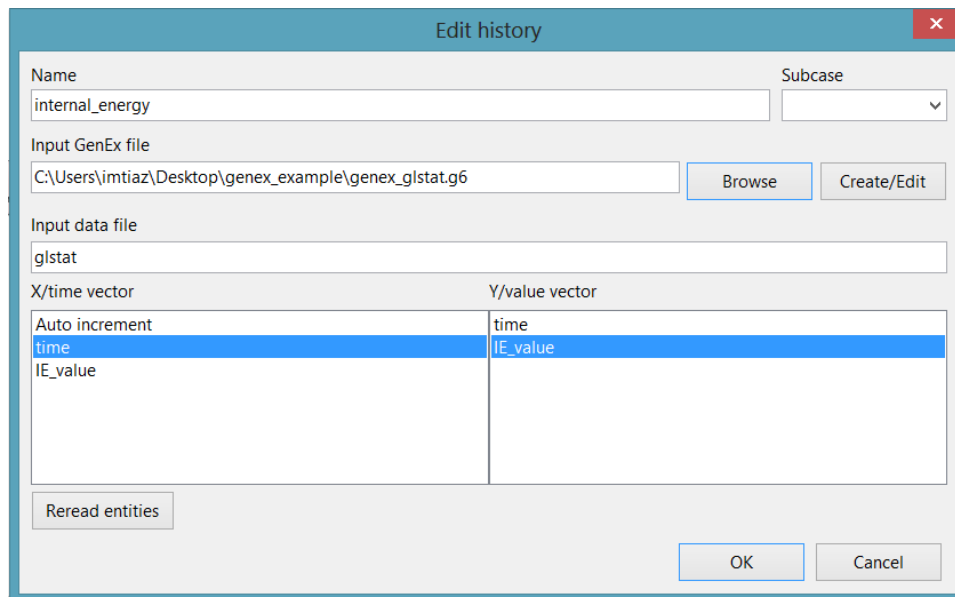 Edit history
Name
Subcase
internal_energy
Input GenEx file
C:\Users\imtiaz\Desktop\genex_example\genex_glstat.g6
Browse
Create/Edit
Input data file
glstat
X/time vector
Y/value vector
Auto increment
time
IE_value
time
IE_value
Reread entities
OK
Cancel